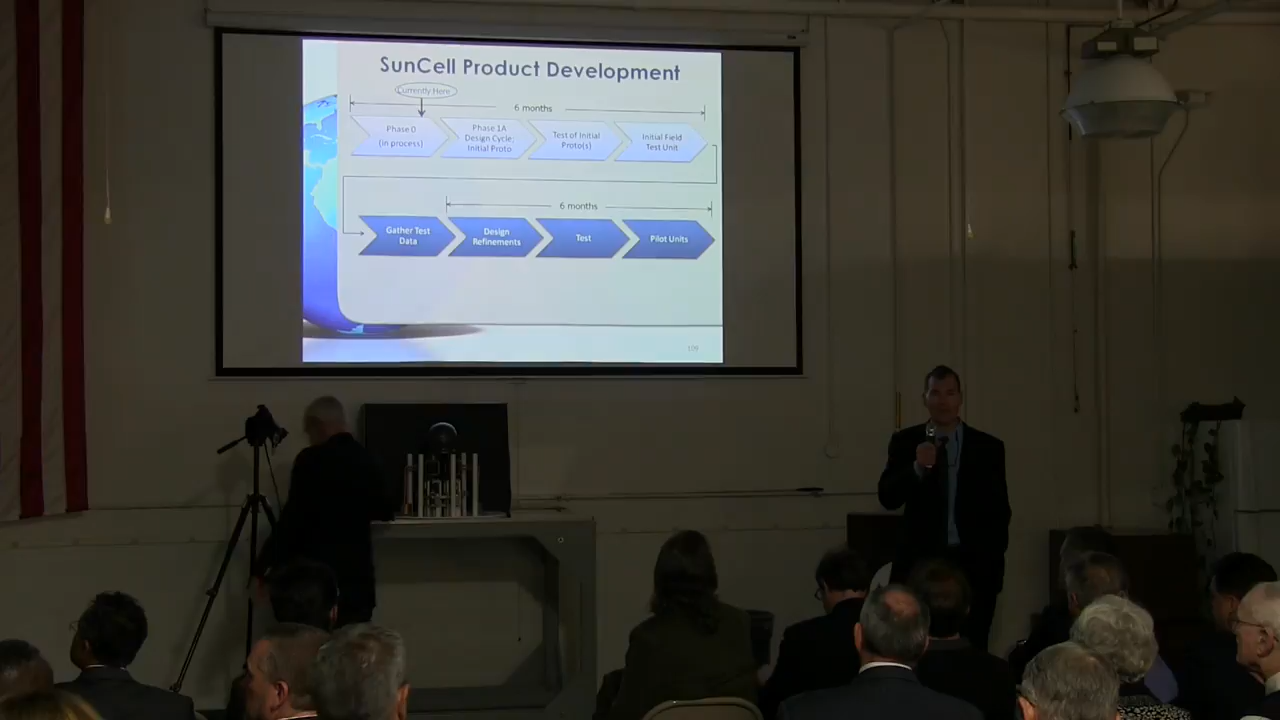 SunCell Product Development
Currently Here
6 months
Phase 0
(in process)
Phase 1A
Design Cycle;
Initial Proto
Test of Initial
Proto(s)
Initial Field
Test Unit
6 months
Gather Test
Data
Design
Refinements
Test
Pilot Units
109